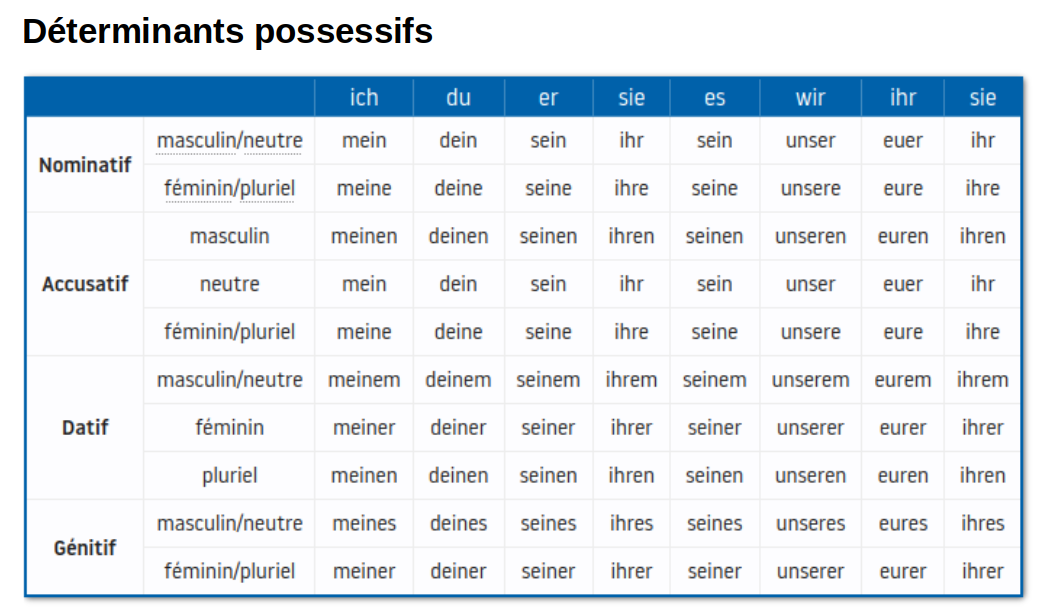 Déterminants possessifs
ich du er sie es wir ihr sie
Nominatif
masculin/neutre mein dein sein ihr sein unser euer ihr
féminin/pluriel meine deine seine ihre seine unsere eure ihre
Accusatif
masculin meinen deinen seinen ihren seinen unseren euren ihren
neutre mein dein sein ihr sein unser euer ihr
féminin/pluriel meine deine seine ihre seine unsere eure ihre
Datif
masculin/neutre meinem deinem seinem ihrem seinem unserem eurem ihrem
féminin meiner deiner seiner ihrer seiner unserer eurer ihrer
pluriel meinen deinen seinen ihren seinen unseren euren ihren
Génitif
masculin/neutre meines deines seines ihres seines unseres eures ihres
féminin/pluriel meiner deiner seiner ihrer seiner unserer eurer ihrer